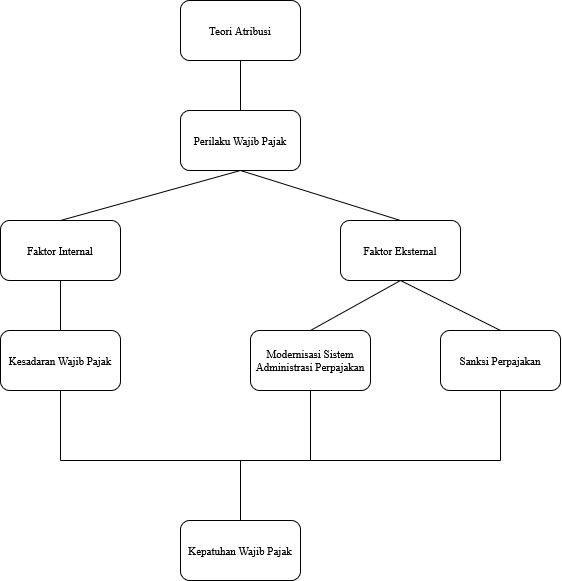 Teori Atribusi
Perilaku Wajib Pajak
Faktor Internal
Faktor Eksternal
Kesadaran Wajib Pajak
Modernisasi Sistem
Administrasi Perpajakan
Sanksi Perpajakan
Kepatuhan Wajib Pajak